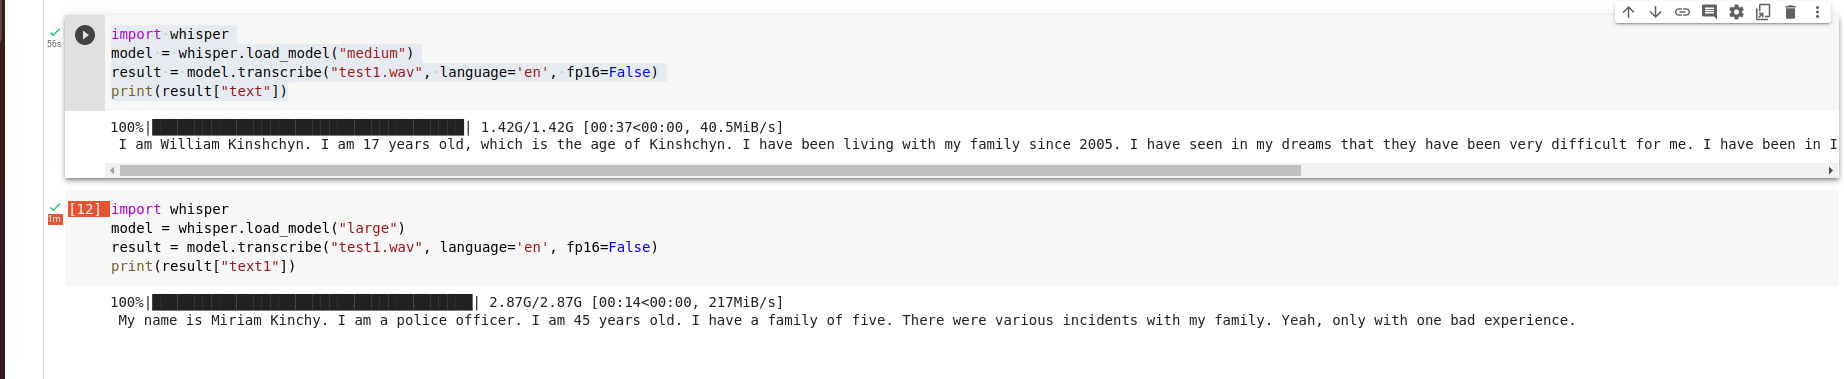 56s
import whisper
model = whisper.load_model("medium")
result = model.transcribe("test1.wav", language='en', fp16=False)
print(result["text"])
100%|█████████████████████████████████████| 1.42G/1.42G [00:37<00:00, 40.5MiB/s]
I am William Kinshchyn. I am 17 years old, which is the age of Kinshchyn. I have been living with my family since 2005. I have seen in my dreams that they have been very difficult for me. I have been in I
1m
[12] import whisper
model = whisper.load_model("large")
result = model.transcribe("test1.wav", language='en', fp16=False)
print(result["text1"])
100%|██████████████████████████████████████| 2.87G/2.87G [00:14<00:00, 217MiB/s]
My name is Miriam Kinchy. I am a police officer. I am 45 years old. I have a family of five. There were various incidents with my family. Yeah, only with one bad experience.